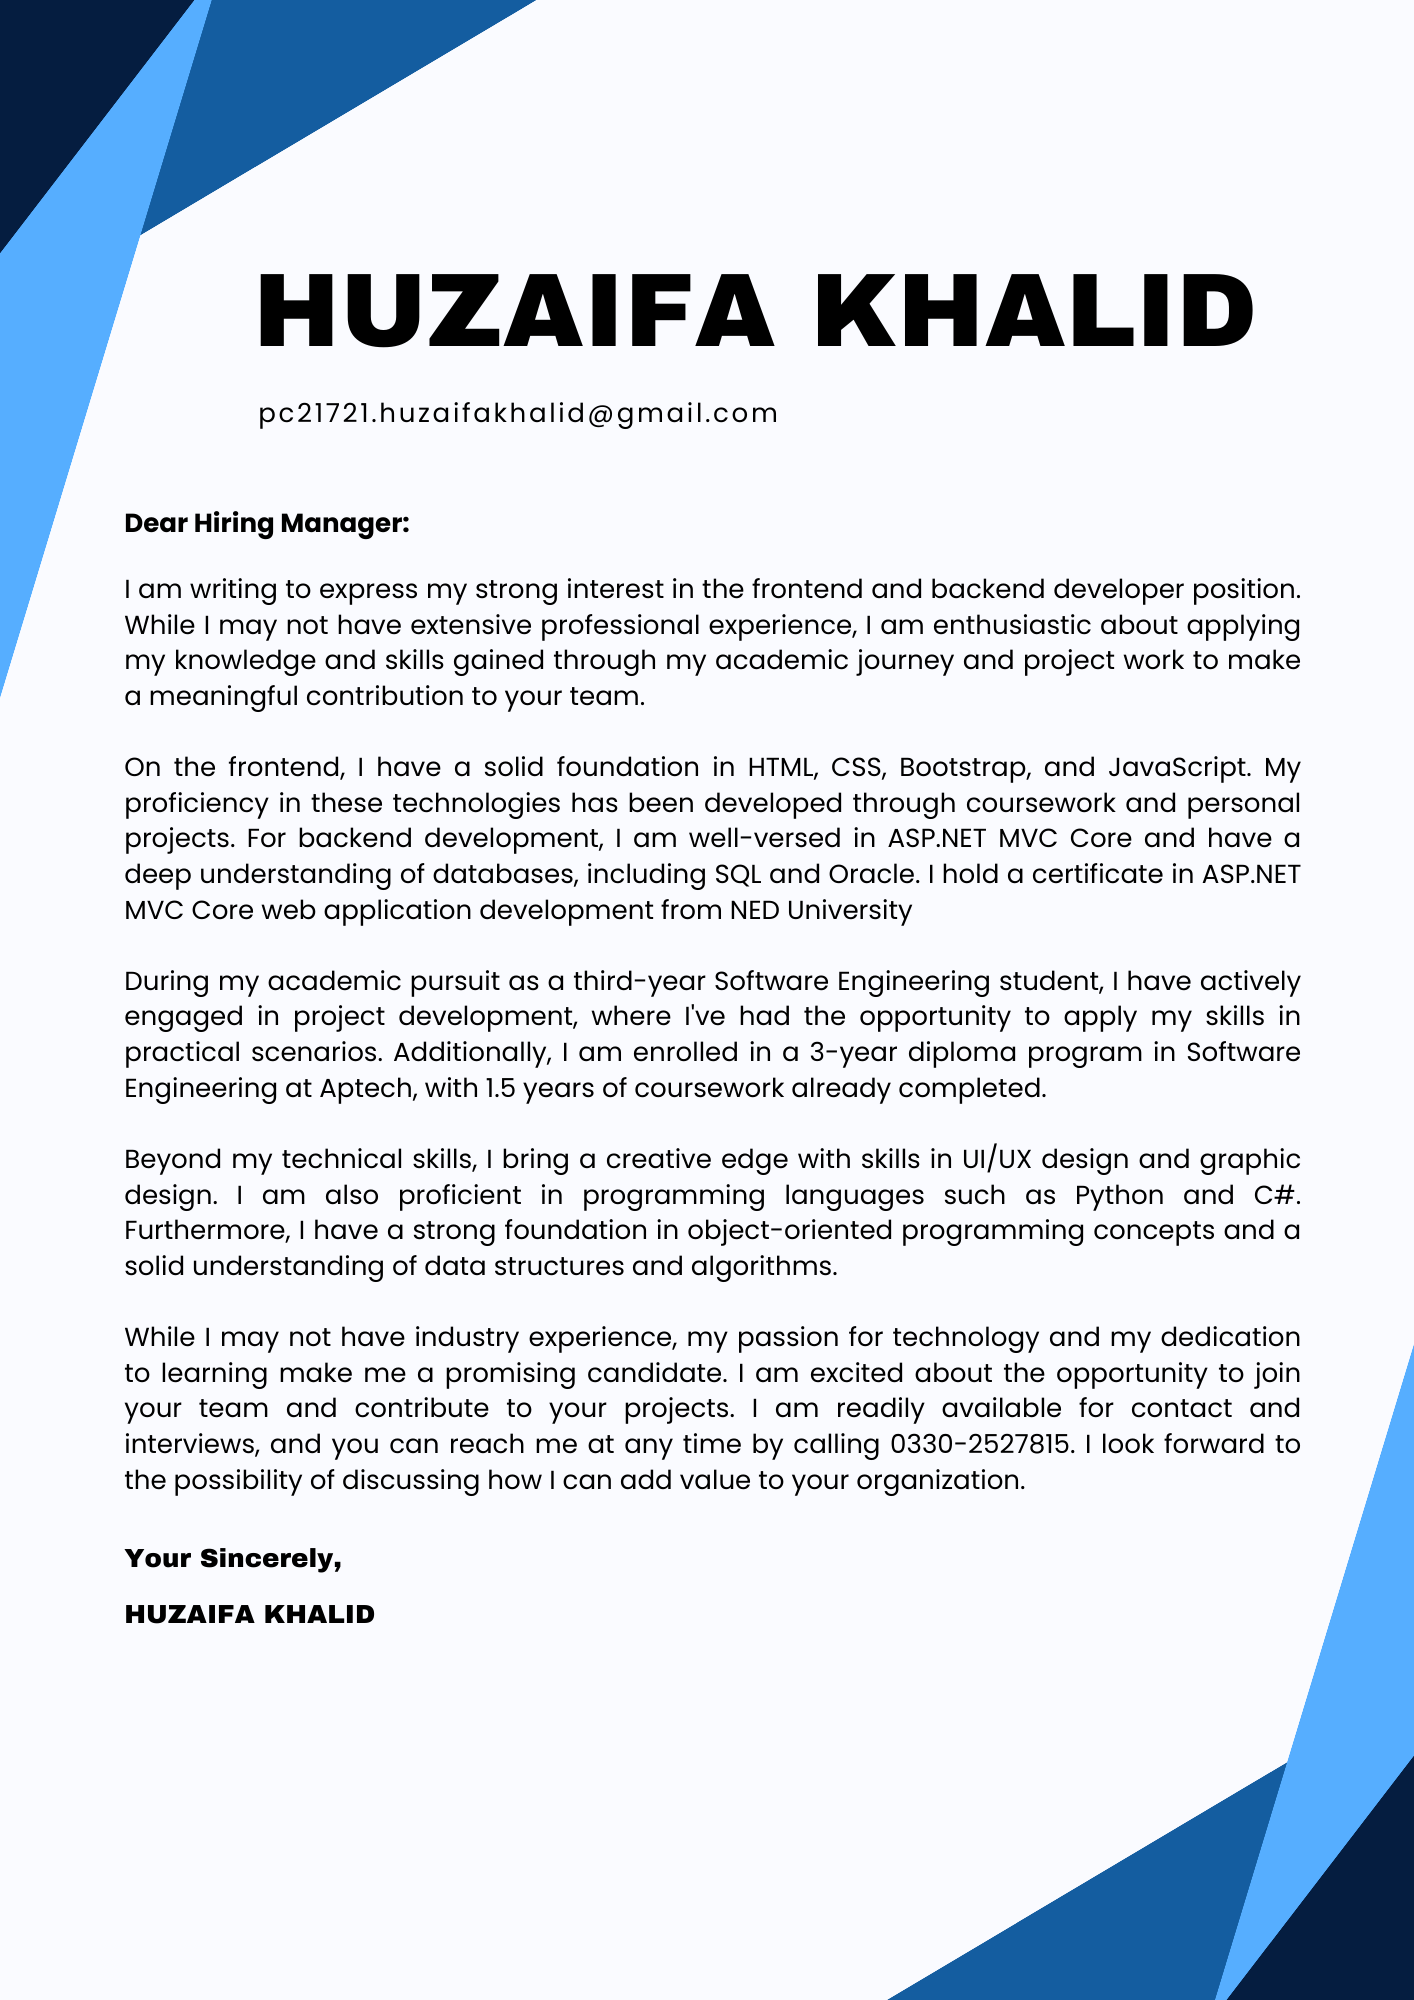 HUZAIFA KHALID
pc21721.huzaifakhalid@gmail.com
Dear Hiring Manager:
I am writing to express my strong interest in the frontend and backend developer position.
While I may not have extensive professional experience, I am enthusiastic about applying
my knowledge and skills gained through my academic journey and project work to make
a meaningful contribution to your team.
On the frontend, I have a solid foundation in HTML, CSS, Bootstrap, and JavaScript. My
proficiency in these technologies has been developed through coursework and personal
projects. For backend development, I am well-versed in ASP.NET MVC Core and have a
deep understanding of databases, including SQL and Oracle. I hold a certificate in ASP.NET
MVC Core web application development from NED University
During my academic pursuit as a third-year Software Engineering student, I have actively
engaged in project development, where I've had the opportunity to apply my skills in
practical scenarios. Additionally, I am enrolled in a 3-year diploma program in Software
Engineering at Aptech, with 1.5 years of coursework already completed.
Beyond my technical skills, I bring a creative edge with skills in UI/UX design and graphic
design. I am also proficient in programming languages such as Python and C#.
Furthermore, I have a strong foundation in object-oriented programming concepts and a
solid understanding of data structures and algorithms.
While I may not have industry experience, my passion for technology and my dedication
to learning make me a promising candidate. I am excited about the opportunity to join
your team and contribute to your projects. I am readily available for contact and
interviews, and you can reach me at any time by calling 0330-2527815. I look forward to
the possibility of discussing how I can add value to your organization.
Your Sincerely,
HUZAIFA KHALID